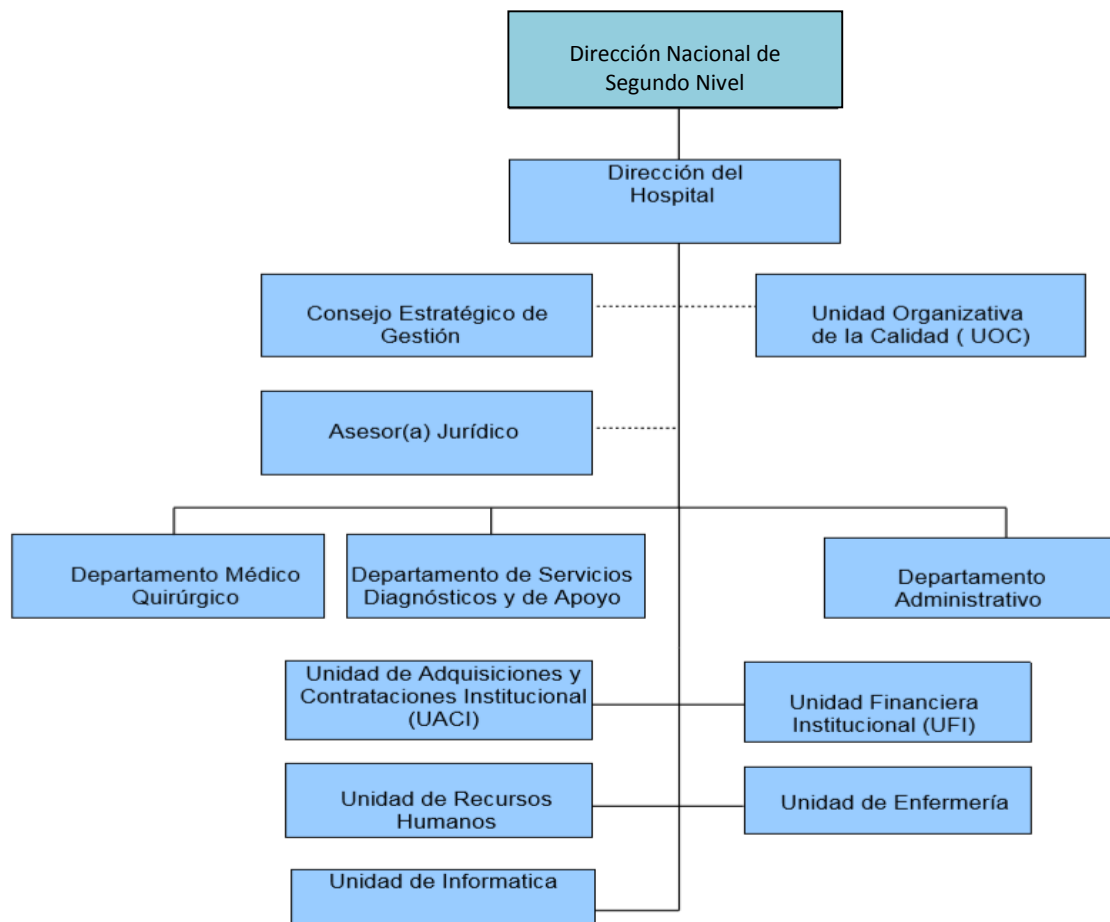 Dirección Nacional de
Segundo Nivel
Dirección del
Hospital
Consejo Estratégico de
Gestión
Unidad Organizativa
de la Calidad ( UOC)
Asesor(a) Jurídico
Departamento Médico
Quirúrgico
Departamento de Servicios
Diagnósticos y de Apoyo
Departamento
Administrativo
Unidad de Adquisiciones y
Contrataciones Institucional
(UACI)
Unidad Financiera
Institucional (UFI)
Unidad de Recursos
Humanos
Unidad de Enfermería
Unidad de Informatica